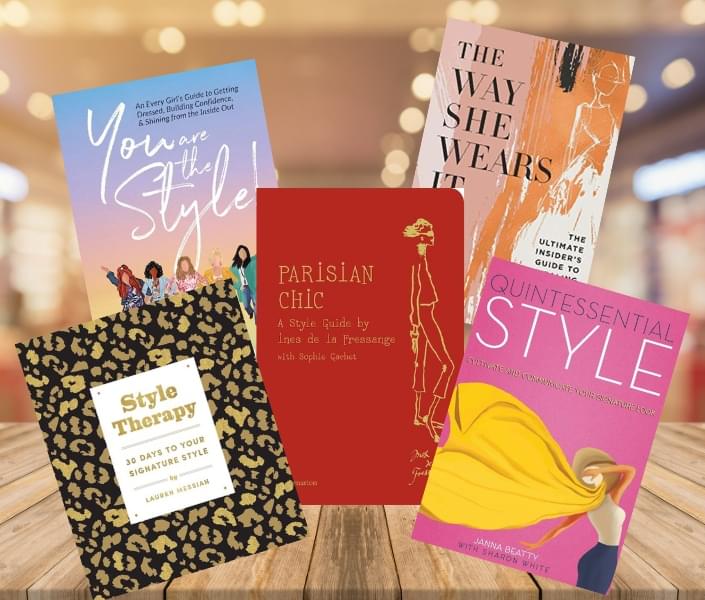 An Every Girl's Guide to Getting
Dressed, Building Confidence,
& Shining from the Inside Out
You are
the
Style!
THE
WAY
SHE
WEARS
IT
THE
ULTIMATE
INSIDER'S
GUIDE TO
PARISIAN
CHIC
A Style Guide by
Ines de la Fressange
with Sophie Gachet
Style
Therapy
30 DAYS TO YOUR
SIGNATURE STYLE
by
LAUREN MESSIAH
QUINTESSENTIAL
STYLE
CULTIVATE AND COMMUNICATE YOUR SIGNATURE LOOK
JANNA BEATTY
WITH SHARON WHITE